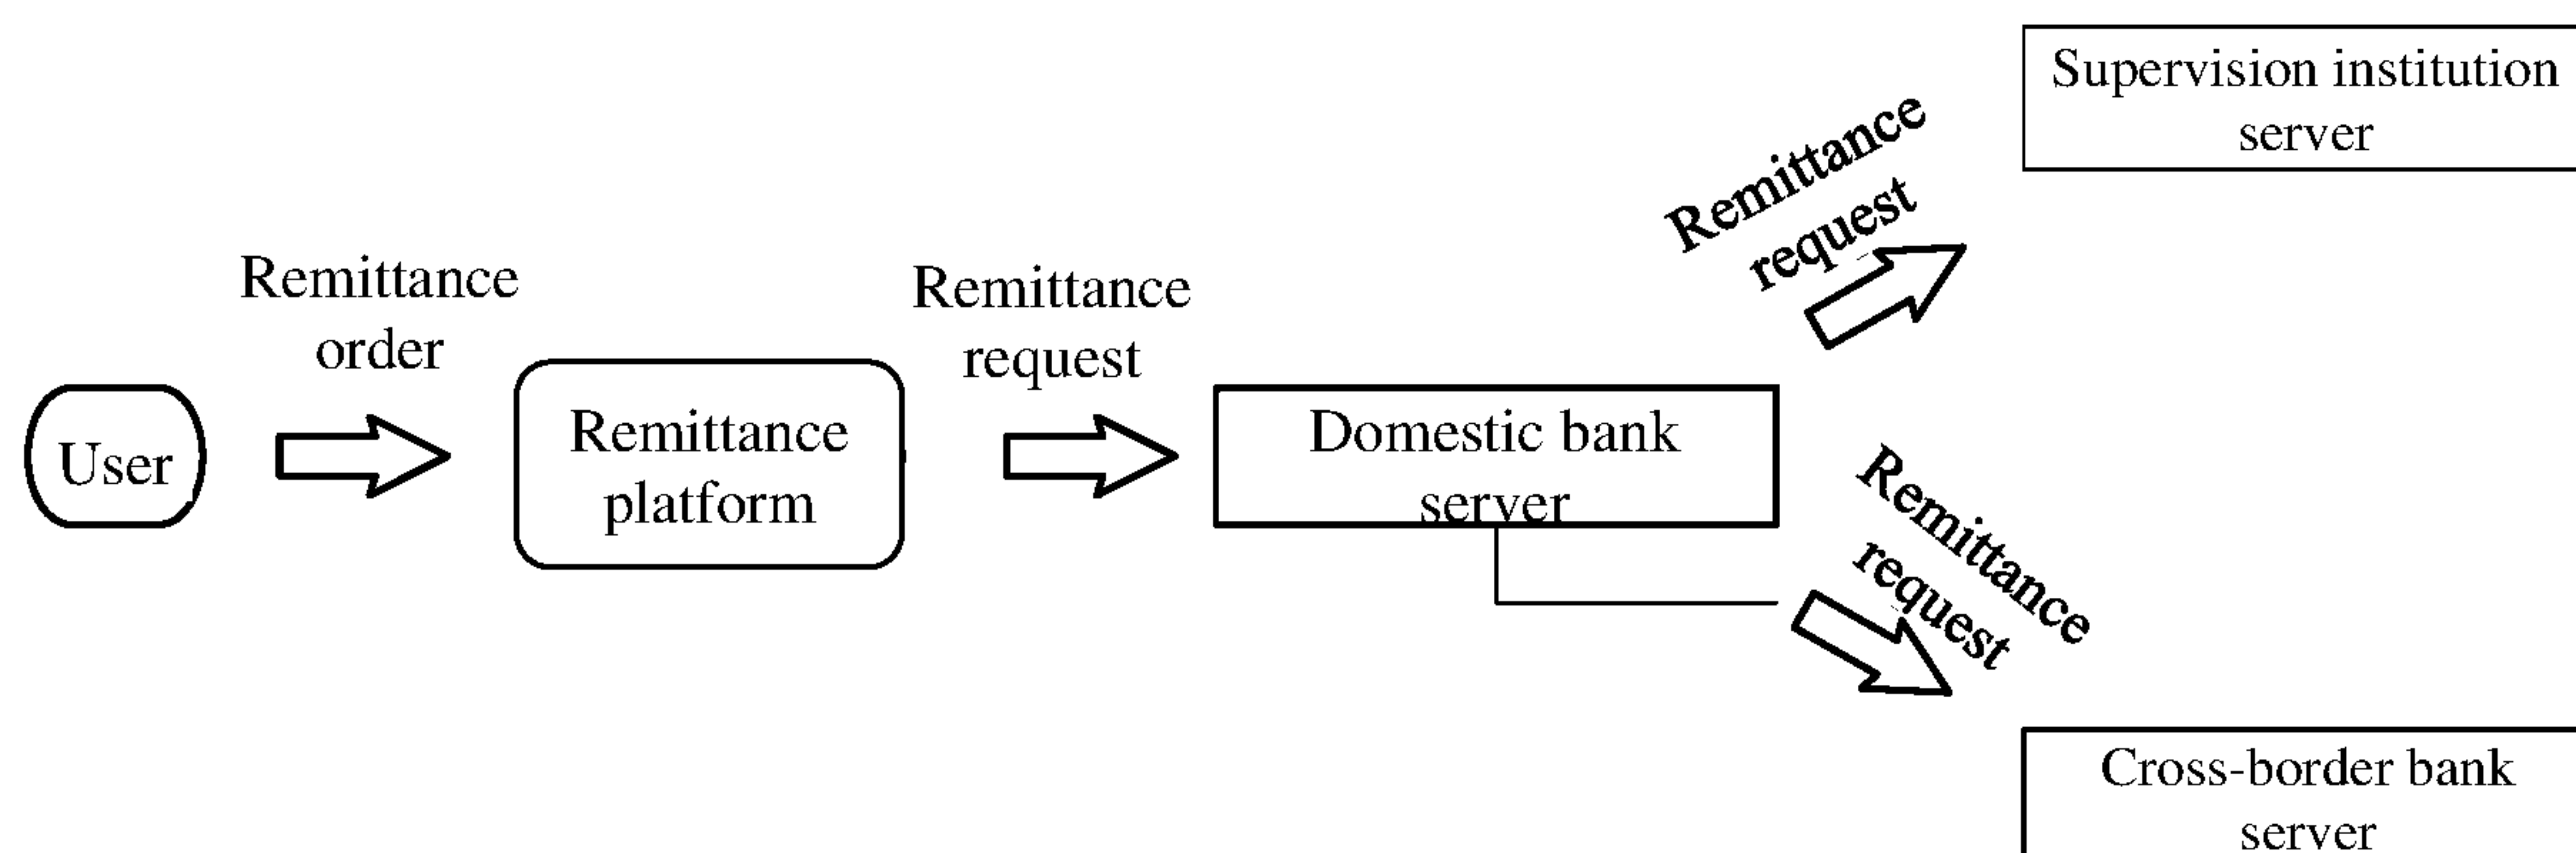 Supervision institution
server
Remittance
request
Remittance
order
Remittance
request
User
Remittance
platform
Domestic bank
server
Remittance
request
Cross-border bank
server